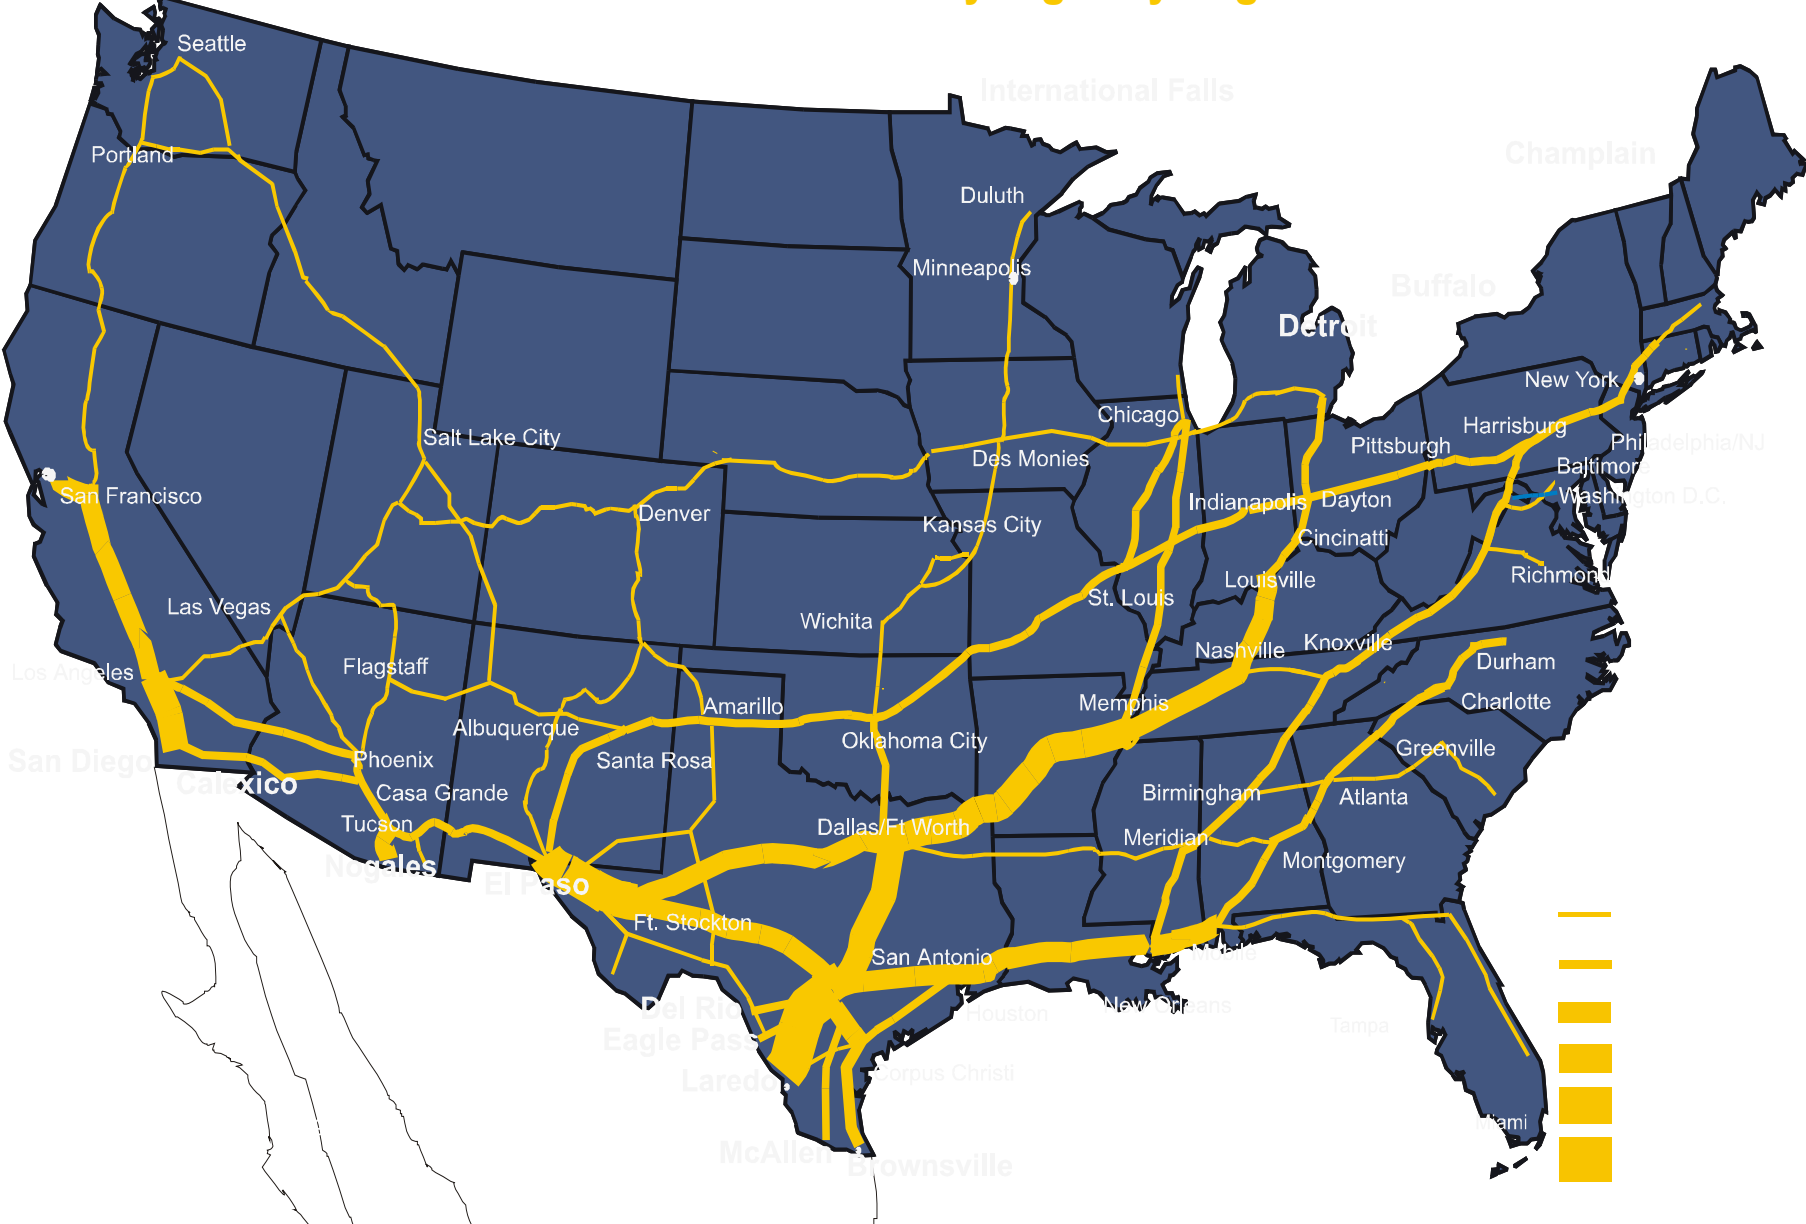 International Falls
Seattle
Champlain
Portland
Duluth
Minneapolis
Buffalo
Detroit
New York
Chicago
Harrisburg
Salt Lake City
Pittsburgh
Philadelphia/NJ
Des Monies
Baltimore
San Francisco
Indianapolis
Dayton
Washington D.C.
Denver
Kansas City
Cincinatti
Richmond
Louisville
Las Vegas
St. Louis
Wichita
Knoxville
Nashville
Durham
Los Angeles
Flagstaff
Charlotte
Memphis
Amarillo
Albuquerque
Oklahoma City
Greenville
San Diego
Phoenix
Santa Rosa
Calexico
Casa Grande
Birmingham
Atlanta
Tucson
Dallas/Ft Worth
Meridian
Nogales
Montgomery
El Paso
Ft. Stockton
San Antonio
Mobile
Del Rio
New Orleans
Houston
Tampa
Eagle Pass
Laredo
Corpus Christi
Miami
McAllen
Brownsville